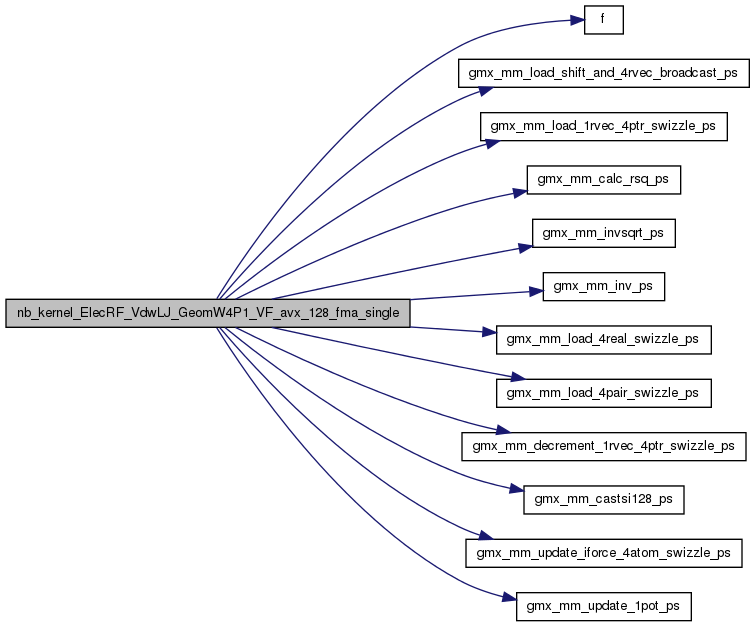 f
gmx_mm_load_shift_and_4rvec_broadcast_ps
gmx_mm_load_1rvec_4ptr_swizzle_ps
gmx_mm_calc_rsq_ps
gmx_mm_invsqrt_ps
gmx_mm_inv_ps
nb_kernel_ElecRF_VdwLJ_GeomW4P1_VF_avx_128_fma_single
gmx_mm_load_4real_swizzle_ps
gmx_mm_load_4pair_swizzle_ps
gmx_mm_decrement_1rvec_4ptr_swizzle_ps
gmx_mm_castsi128_ps
gmx_mm_update_iforce_4atom_swizzle_ps
gmx_mm_update_1pot_ps